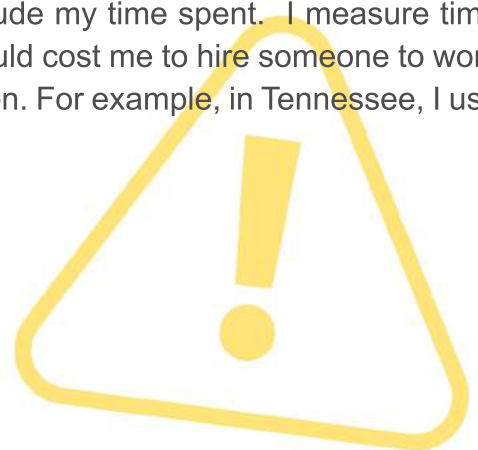 ude my time spent. I measure tim
uld cost me to hire someone to wor
on. For example, in Tennessee, I us